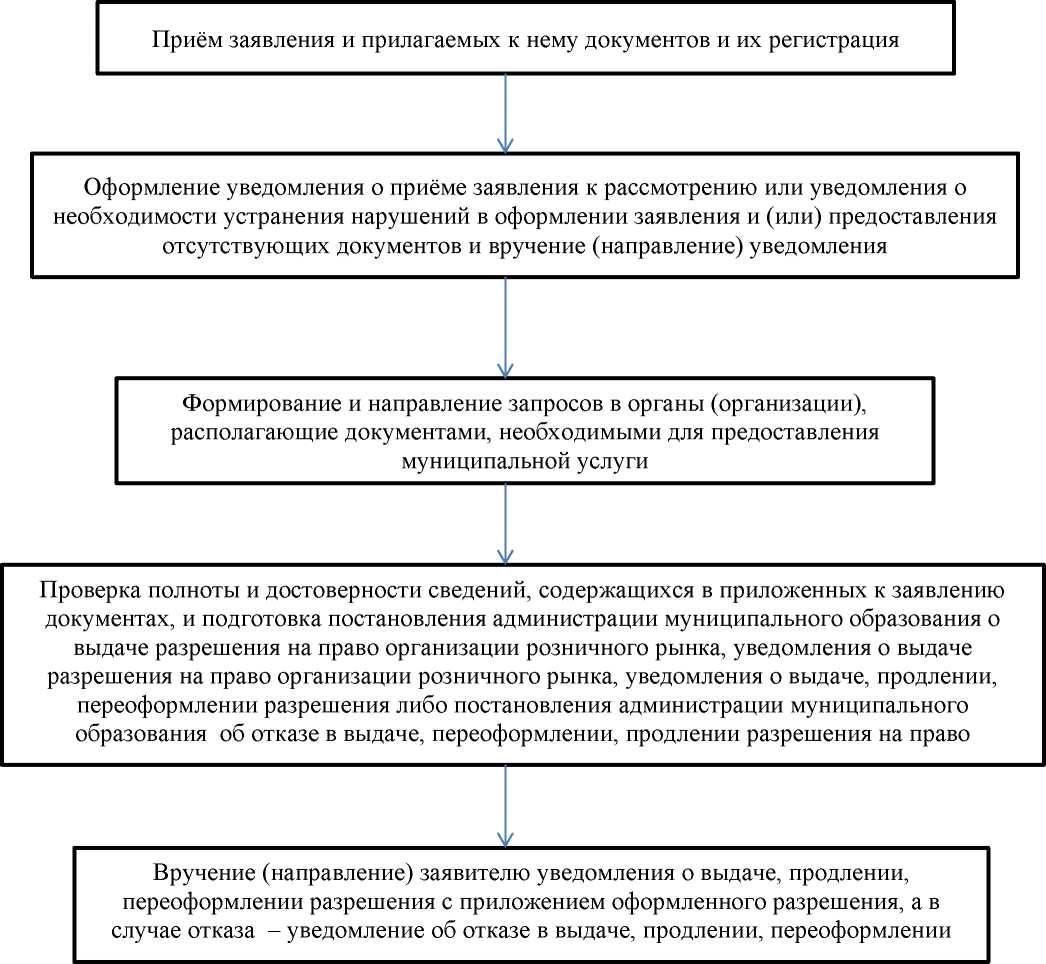 Приём заявления и прилагаемых к нему документов и их регистрация
Оформление уведомления о приёме заявления к рассмотрению или уведомления о
необходимости устранения нарушений в оформлении заявления и (или) предоставления
отсутствующих документов и вручение (направление) уведомления
Формирование и направление запросов в органы (организации),
располагающие документами, необходимыми для предоставления
муниципальной услуги
Проверка полноты и достоверности сведений, содержащихся в приложенных к заявлению
документах, и подготовка постановления администрации муниципального образования о
выдаче разрешения на право организации розничного рынка, уведомления о выдаче
разрешения на право организации розничного рынка, уведомления о выдаче, продлении,
переоформлении разрешения либо постановления администрации муниципального
образования  об отказе в выдаче, переоформлении, продлении разрешения на право
Вручение (направление) заявителю уведомления о выдаче, продлении,
переоформлении разрешения с приложением оформленного разрешения, а в
случае отказа  – уведомление об отказе в выдаче, продлении, переоформлении